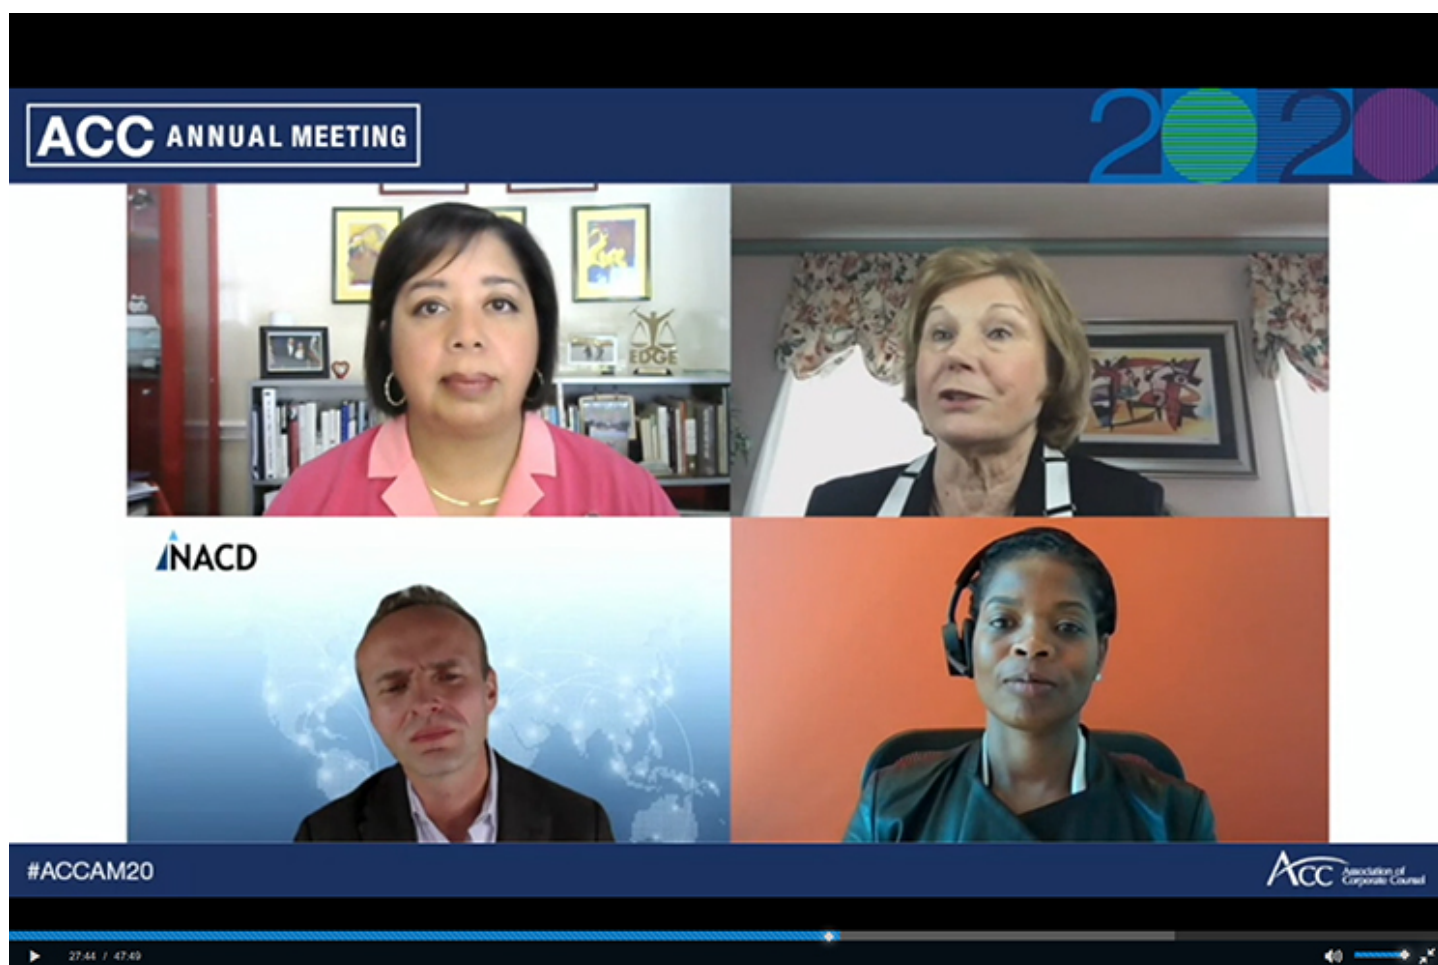 ACC ANNUAL MEETING
2020
EDGE
NACD
#ACCAM20
ACC Association of
Corporate Counsel
27:44 / 47:49